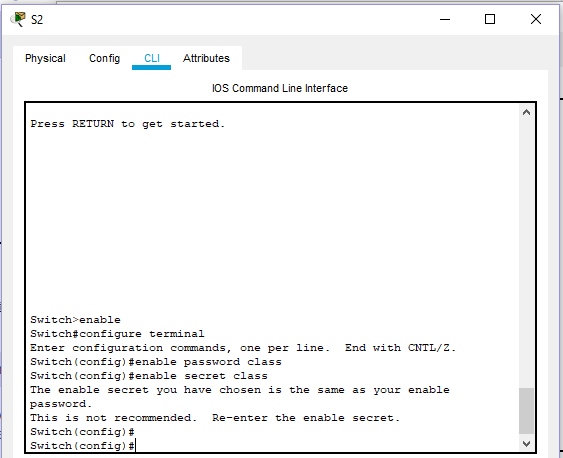 S2
Physical Config CLI Attributes
IOS Command Line Interface
Press RETURN to get started.
Switch>enable
Switch#configure terminal
Enter configuration commands, one per line.  End with CNTL/Z.
Switch(config)#enable password class
Switch(config)#enable secret class
The enable secret you have chosen is the same as your enable
password.
This is not recommended.  Re-enter the enable secret.
Switch(config)#
Switch(config)#